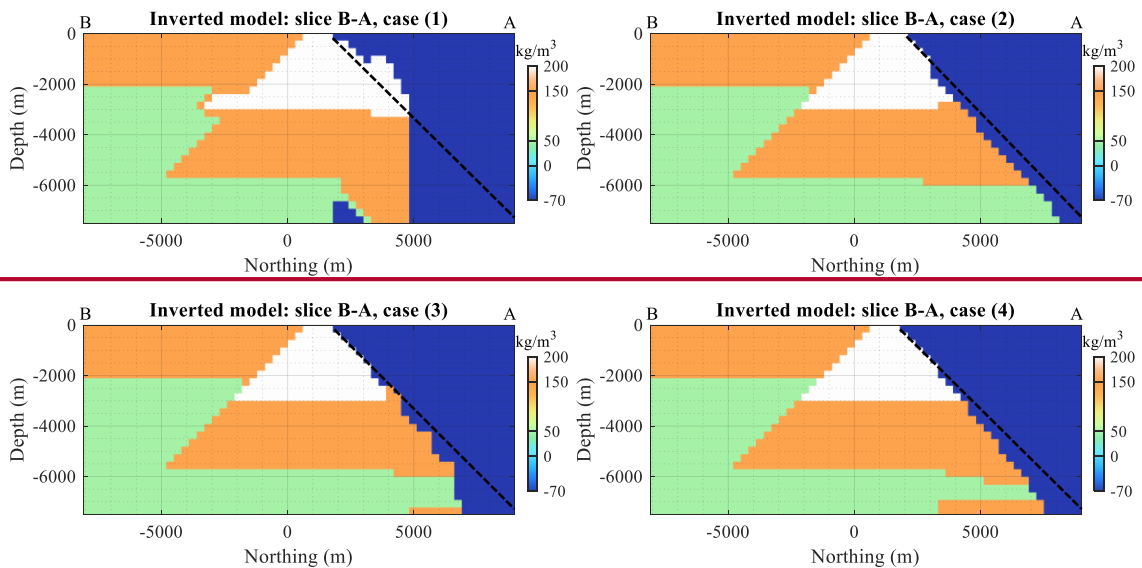 Inverted model: slice B-A, case (1)
B
A
kg/m³
200
150
50
0
-70
0
-2000
-4000
-6000
Depth (m)
-5000
0
5000
Northing (m)
Inverted model: slice B-A, case (2)
B
A
kg/m³
200
150
50
0
-70
0
-2000
-4000
-6000
Depth (m)
-5000
0
5000
Northing (m)
Inverted model: slice B-A, case (3)
B
A
kg/m³
200
150
50
0
-70
0
-2000
-4000
-6000
Depth (m)
-5000
0
5000
Northing (m)
Inverted model: slice B-A, case (4)
B
A
kg/m³
200
150
50
0
-70
0
-2000
-4000
-6000
Depth (m)
-5000
0
5000
Northing (m)